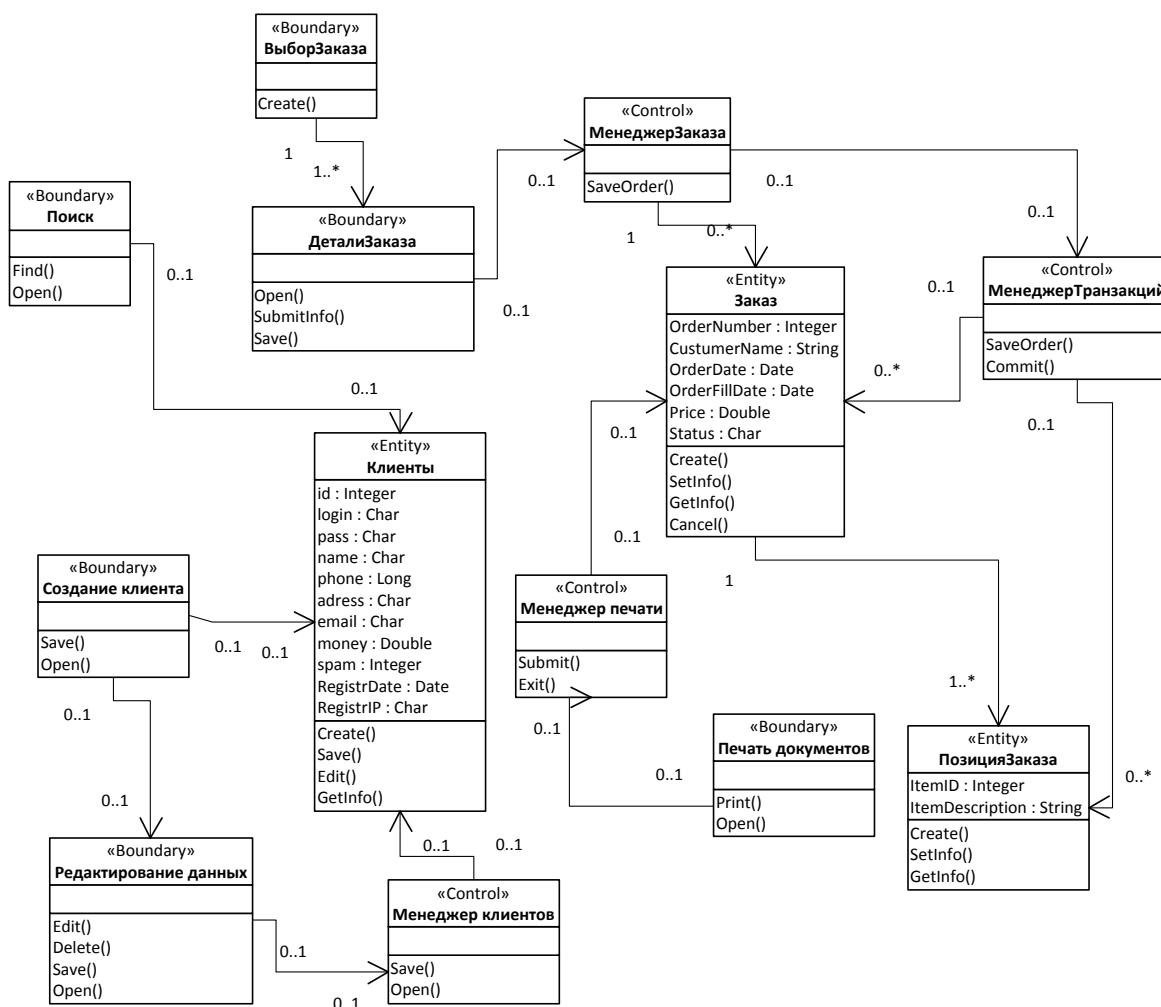 «Boundary»
ВыборЗаказа
Create()
1
1..*
«Control»
МенеджерЗаказа
SaveOrder()
0..1
0..1
1
0..*
0..1
«Boundary»
Поиск
Find()
Open()
0..1
0..1
«Boundary»
ДеталиЗаказа
Open()
SubmitInfo()
Save()
0..1
«Entity»
Заказ
OrderNumber : Integer
CustumerName : String
OrderDate : Date
OrderFillDate : Date
Price : Double
Status : Char
Create()
SetInfo()
GetInfo()
Cancel()
«Control»
МенеджерТранзакций
SaveOrder()
Commit()
0..1
0..*
0..1
0..1
0..1
1
1..*
0..*
«Entity»
Клиенты
id : Integer
login : Char
pass : Char
name : Char
phone : Long
adress : Char
email : Char
money : Double
spam : Integer
RegistrDate : Date
RegistrIP : Char
Create()
Save()
Edit()
GetInfo()
«Boundary»
Создание клиента
Save()
Open()
0..1
0..1
0..1
0..1
«Control»
Менеджер печати
Submit()
Exit()
0..1
0..1
«Boundary»
Печать документов
Print()
Open()
«Entity»
ПозицияЗаказа
ItemID : Integer
ItemDescription : String
Create()
SetInfo()
GetInfo()
«Boundary»
Редактирование данных
Edit()
Delete()
Save()
Open()
0..1
0..1
0..1
0..1
«Control»
Менеджер клиентов
Save()
Open()